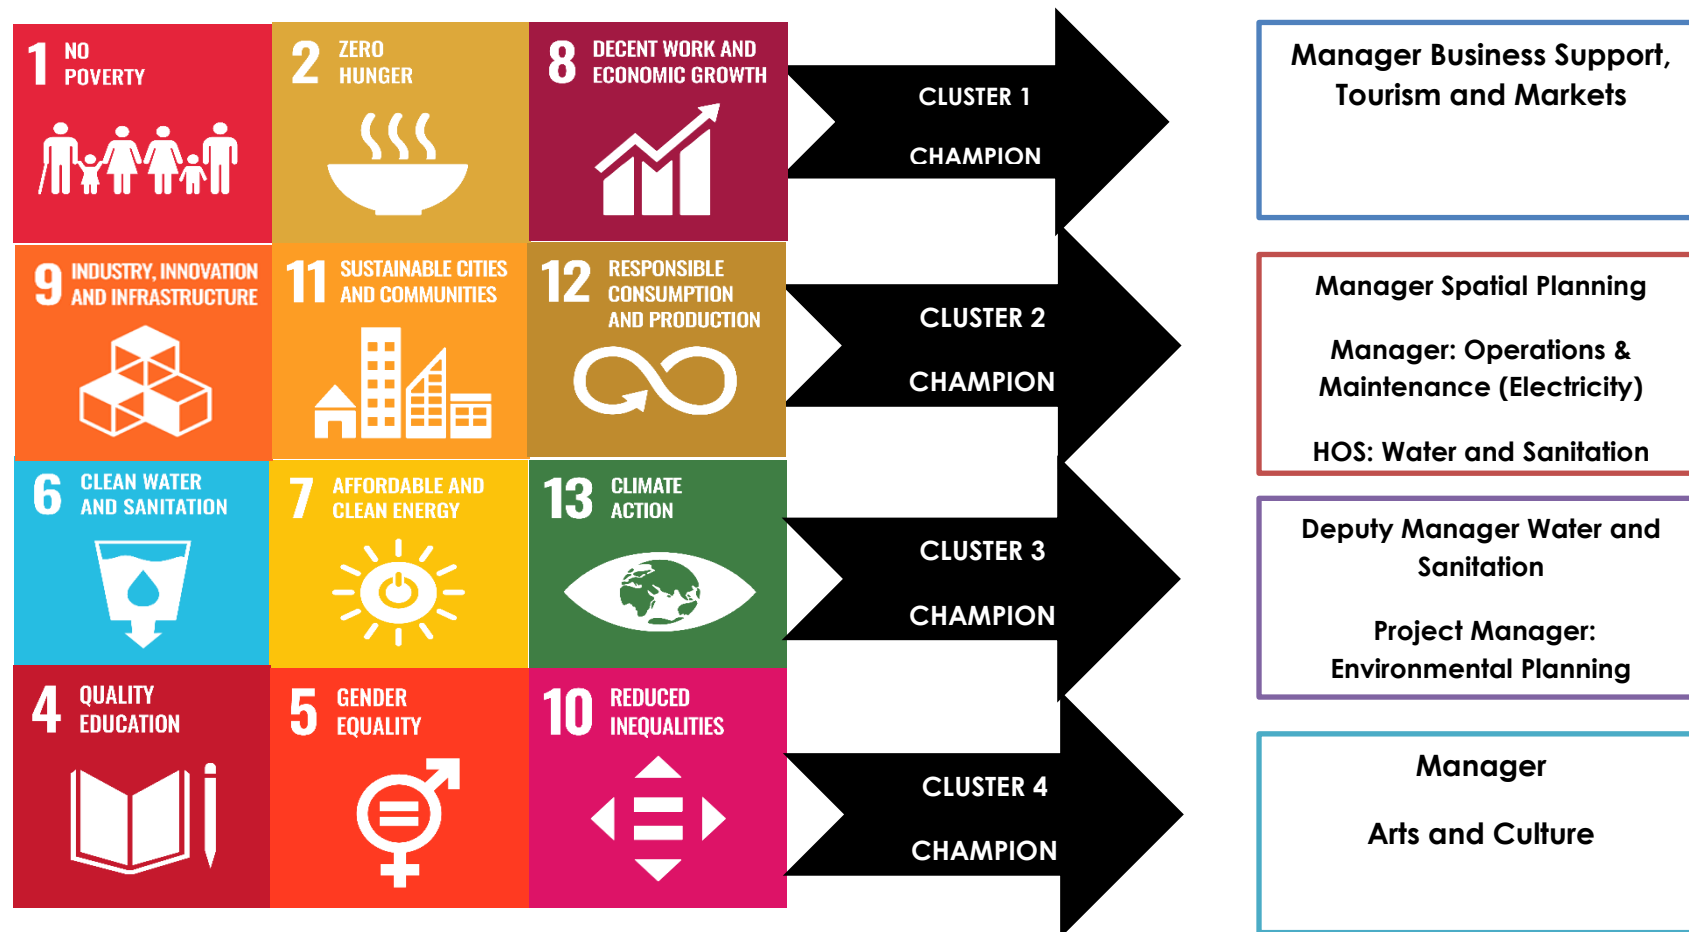 1 NO
POVERTY
2 ZERO
HUNGER
8 DECENT WORK AND
ECONOMIC GROWTH
CLUSTER 1
CHAMPION
Manager Business Support,
Tourism and Markets
9 INDUSTRY, INNOVATION
AND INFRASTRUCTURE
11 SUSTAINABLE CITIES
AND COMMUNITIES
12 RESPONSIBLE
CONSUMPTION
AND PRODUCTION
CLUSTER 2
CHAMPION
Manager Spatial Planning
Manager: Operations &
Maintenance (Electricity)
HOS: Water and Sanitation
6 CLEAN WATER
AND SANITATION
7 AFFORDABLE AND
CLEAN ENERGY
13 CLIMATE
ACTION
CLUSTER 3
CHAMPION
Deputy Manager Water and
Sanitation
Project Manager:
Environmental Planning
4 QUALITY
EDUCATION
5 GENDER
EQUALITY
10 REDUCED
INEQUALITIES
CLUSTER 4
CHAMPION
Manager
Arts and Culture